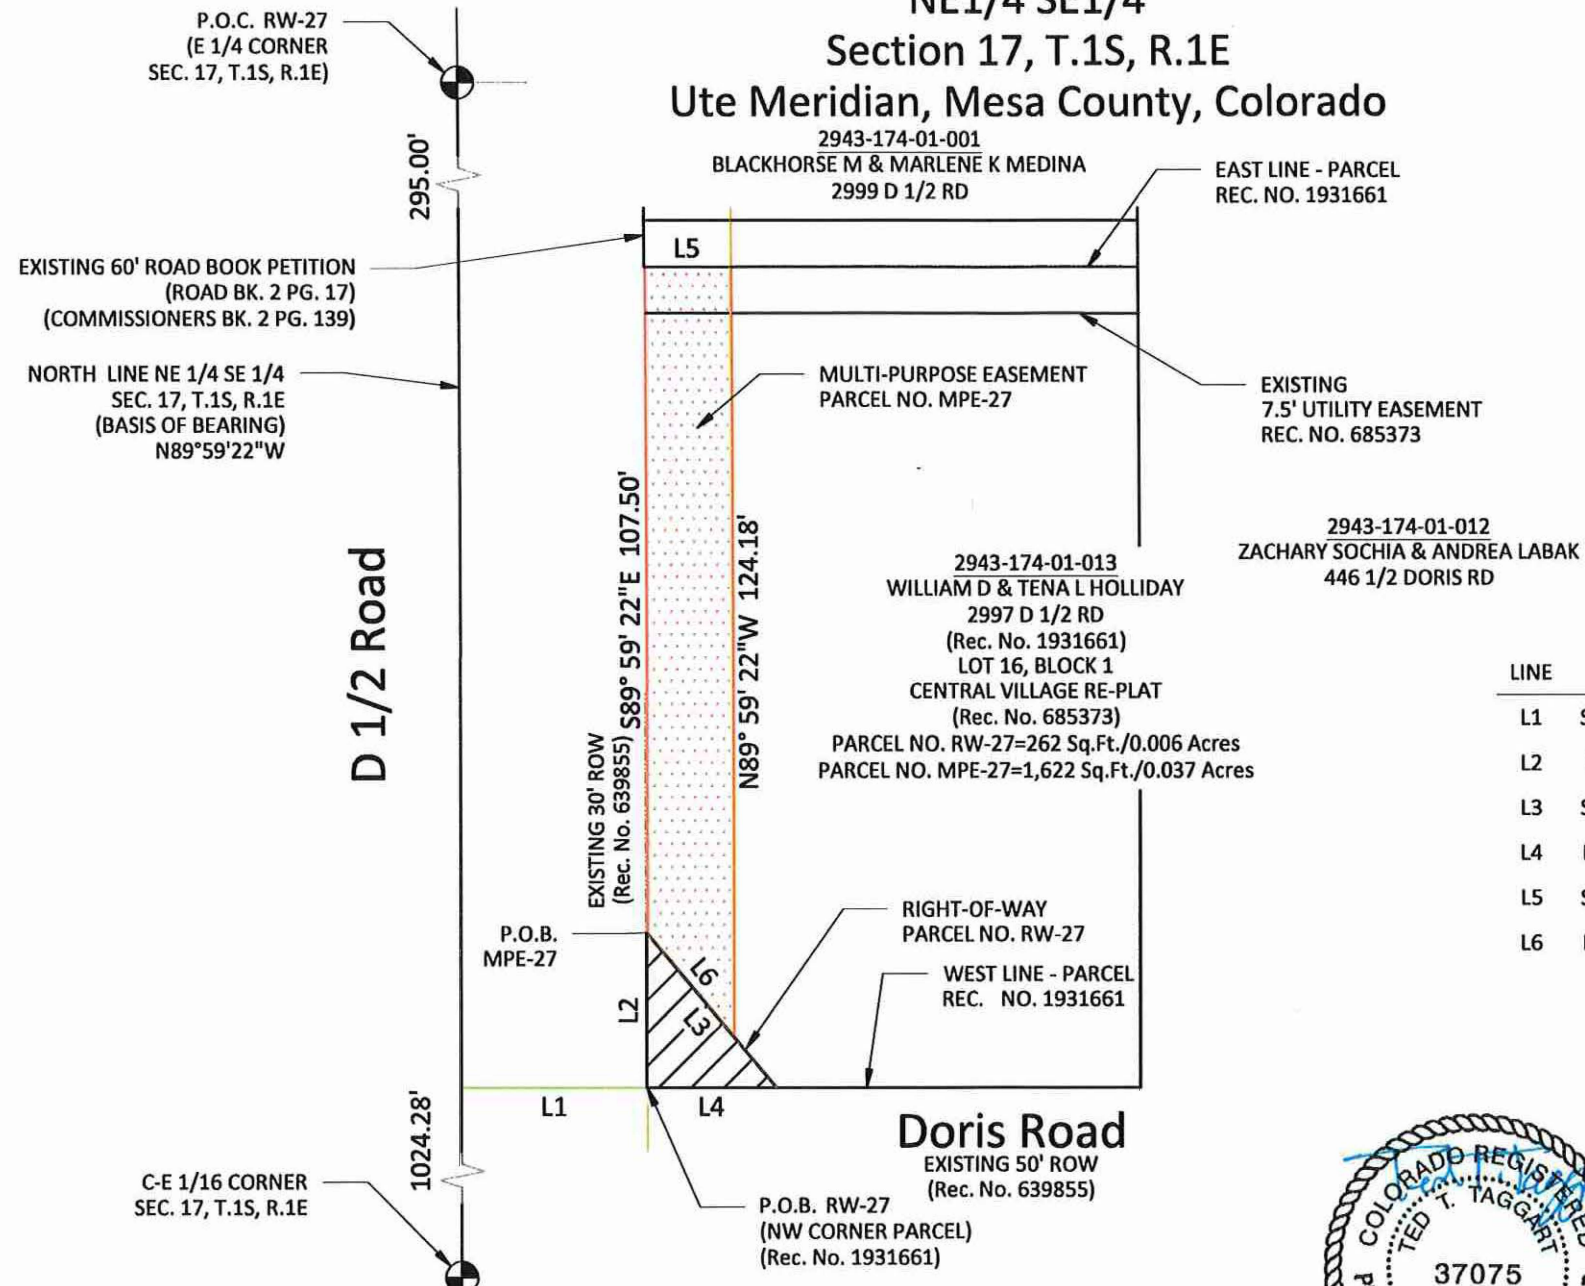 NE1/4 SE1/4
Section 17, T.1S, R.1E
Ute Meridian, Mesa County, Colorado
P.O.C. RW-27
(E 1/4 CORNER
SEC. 17, T.1S, R.1E)
295.00'
2943-174-01-001
BLACKHORSE M & MARLENE K MEDINA
2999 D 1/2 RD
EAST LINE - PARCEL
REC. NO. 1931661
L5
EXISTING 60' ROAD BOOK PETITION
(ROAD BK. 2 PG. 17)
(COMMISSIONERS BK. 2 PG. 139)
NORTH LINE NE 1/4 SE 1/4
SEC. 17, T.1S, R.1E
(BASIS OF BEARING)
N89°59'22"W
MULTI-PURPOSE EASEMENT
PARCEL NO. MPE-27
EXISTING
7.5' UTILITY EASEMENT
REC. NO. 685373
D 1/2 Road
EXISTING 30' ROW
(Rec. No. 639855)
S89° 59' 22"E 107.50'
N89° 59' 22"W 124.18'
2943-174-01-013
WILLIAM D & TENA L HOLLIDAY
2997 D 1/2 RD
(Rec. No. 1931661)
LOT 16, BLOCK 1
CENTRAL VILLAGE RE-PLAT
(Rec. No. 685373)
PARCEL NO. RW-27=262 Sq.Ft./0.006 Acres
PARCEL NO. MPE-27=1,622 Sq.Ft./0.037 Acres
2943-174-01-012
ZACHARY SOCHIA & ANDREA LABAK
446 1/2 DORIS RD
LINE
L1 S
L2
L3 S
L4
L5 S
L6
P.O.B.
MPE-27
RIGHT-OF-WAY
PARCEL NO. RW-27
WEST LINE - PARCEL
REC. NO. 1931661
L6
L3
L2
L1
L4
1024.28'
Doris Road
EXISTING 50' ROW
(Rec. No. 639855)
C-E 1/16 CORNER
SEC. 17, T.1S, R.1E
P.O.B. RW-27
(NW CORNER PARCEL)
(Rec. No. 1931661)
COLORADO REGISTERED
TED T. TAGGART
37075